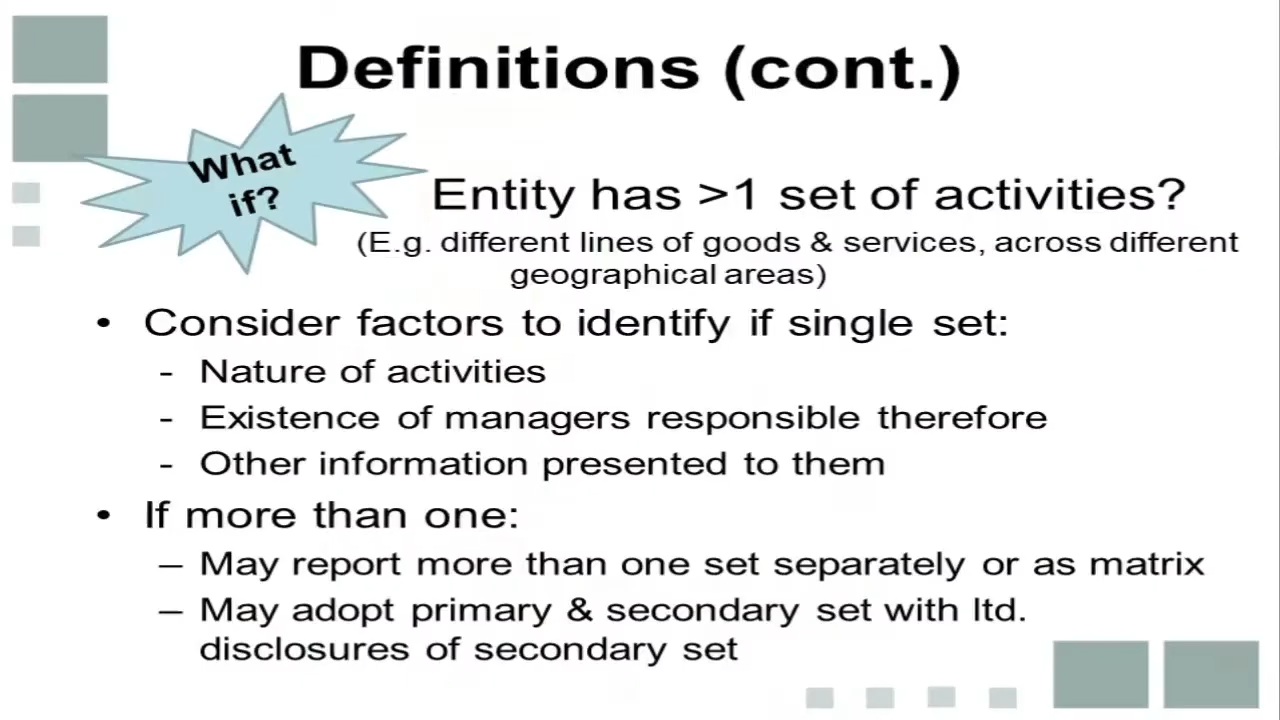 Definitions (cont.)
What
if?
Entity has >1 set of activities?
(E.g. different lines of goods & services, across different
geographical areas)
• Consider factors to identify if single set:
- Nature of activities
- Existence of managers responsible therefore
- Other information presented to them
• If more than one:
– May report more than one set separately or as matrix
– May adopt primary & secondary set with ltd.
disclosures of secondary set